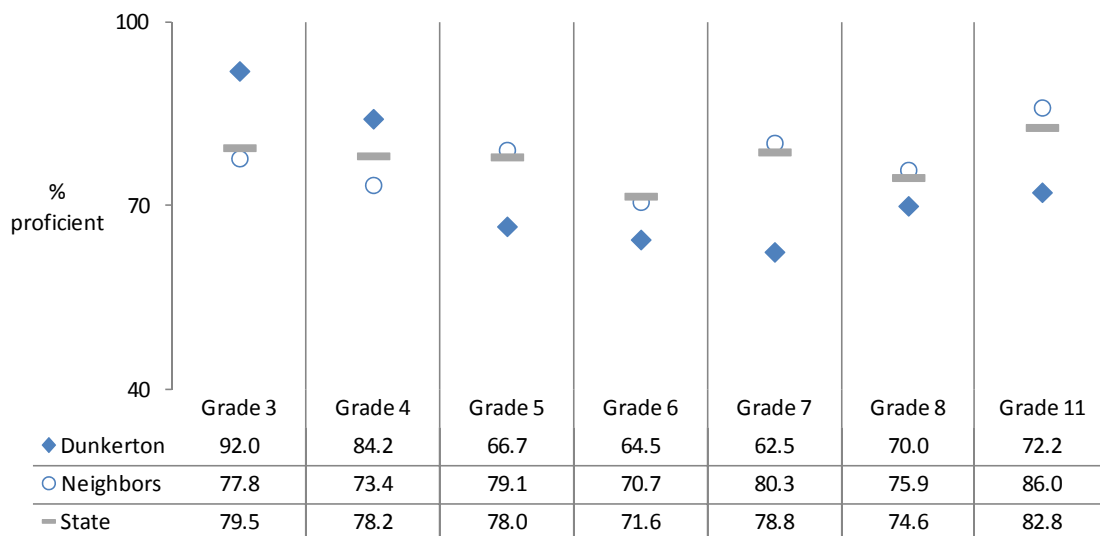 100
70
%
proficient
40
Grade 3 Grade 4 Grade 5 Grade 6 Grade 7 Grade 8 Grade 11
Dunkerton 92.0 84.2 66.7 64.5 62.5 70.0 72.2
Neighbors 77.8 73.4 79.1 70.7 80.3 75.9 86.0
State 79.5 78.2 78.0 71.6 78.8 74.6 82.8